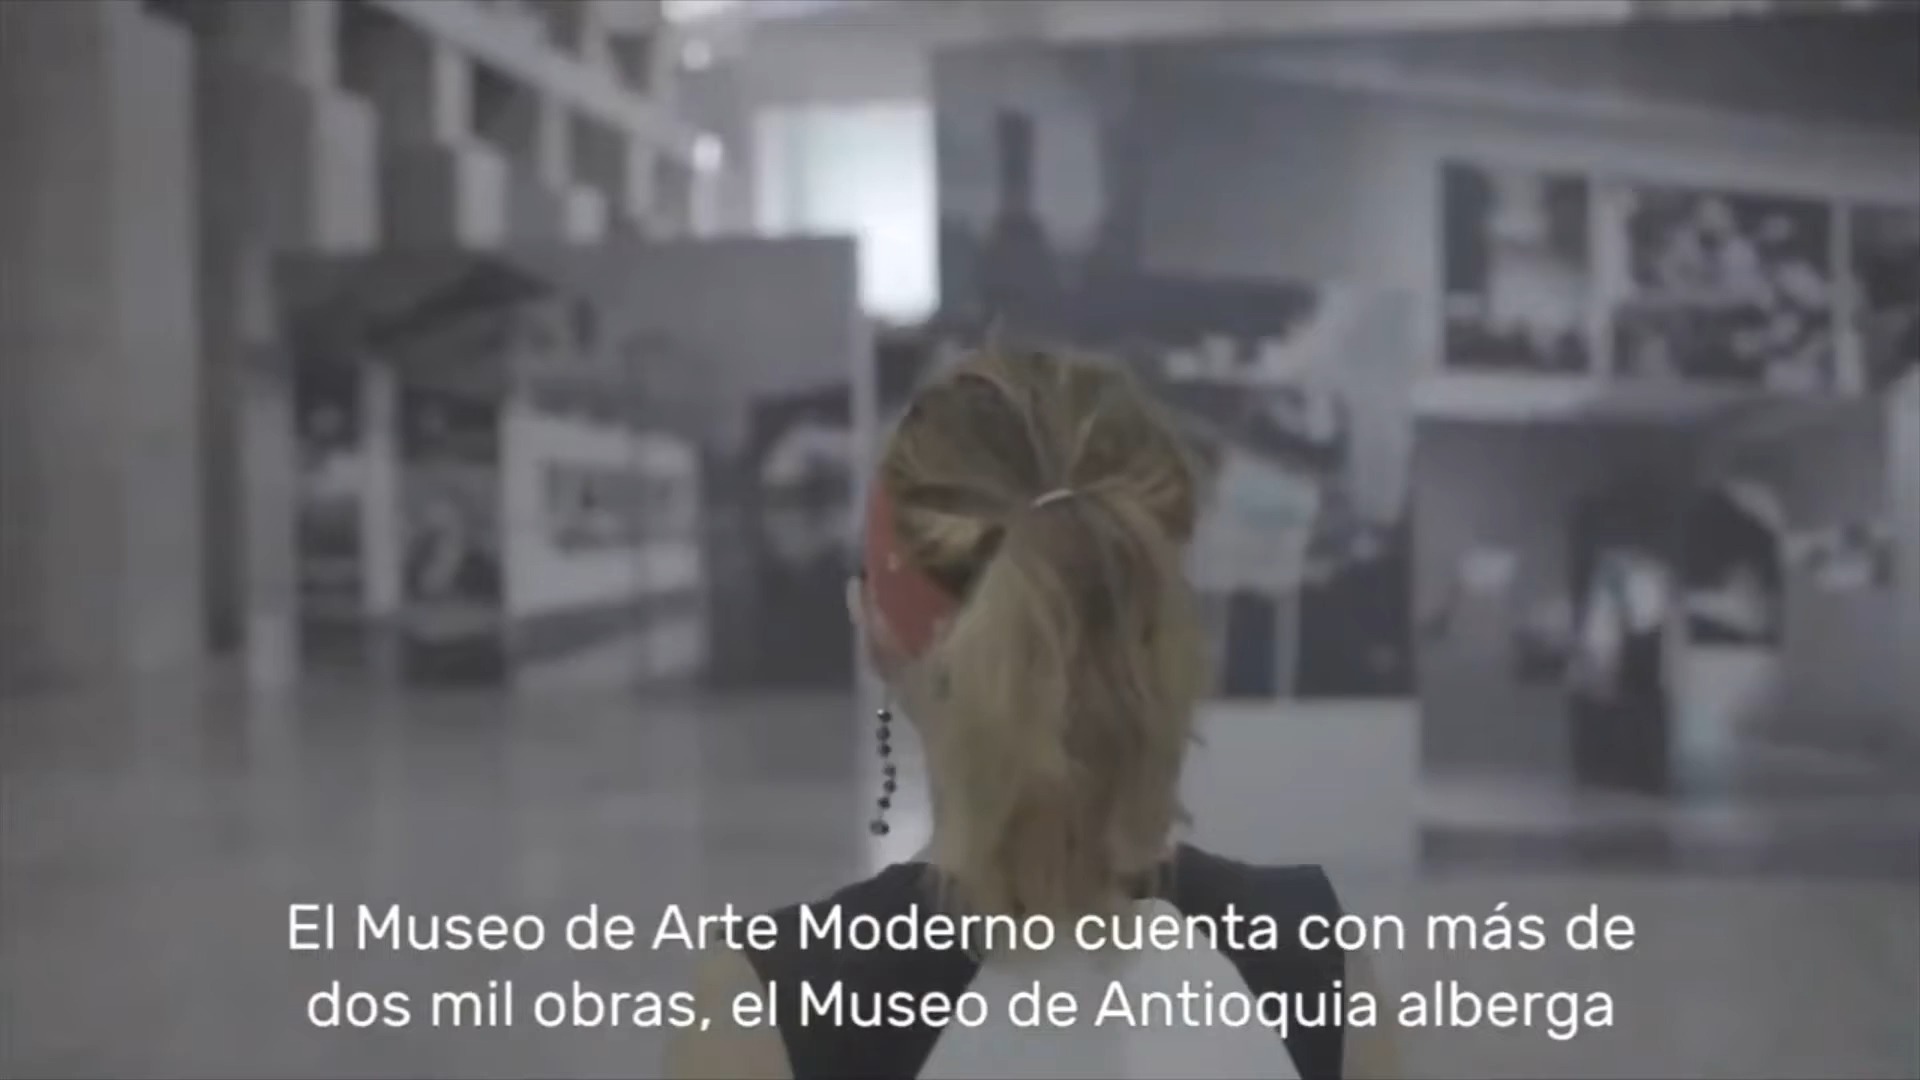 El Museo de Arte Moderno cuenta con más de
dos mil obras, el Museo de Antioquia alberga